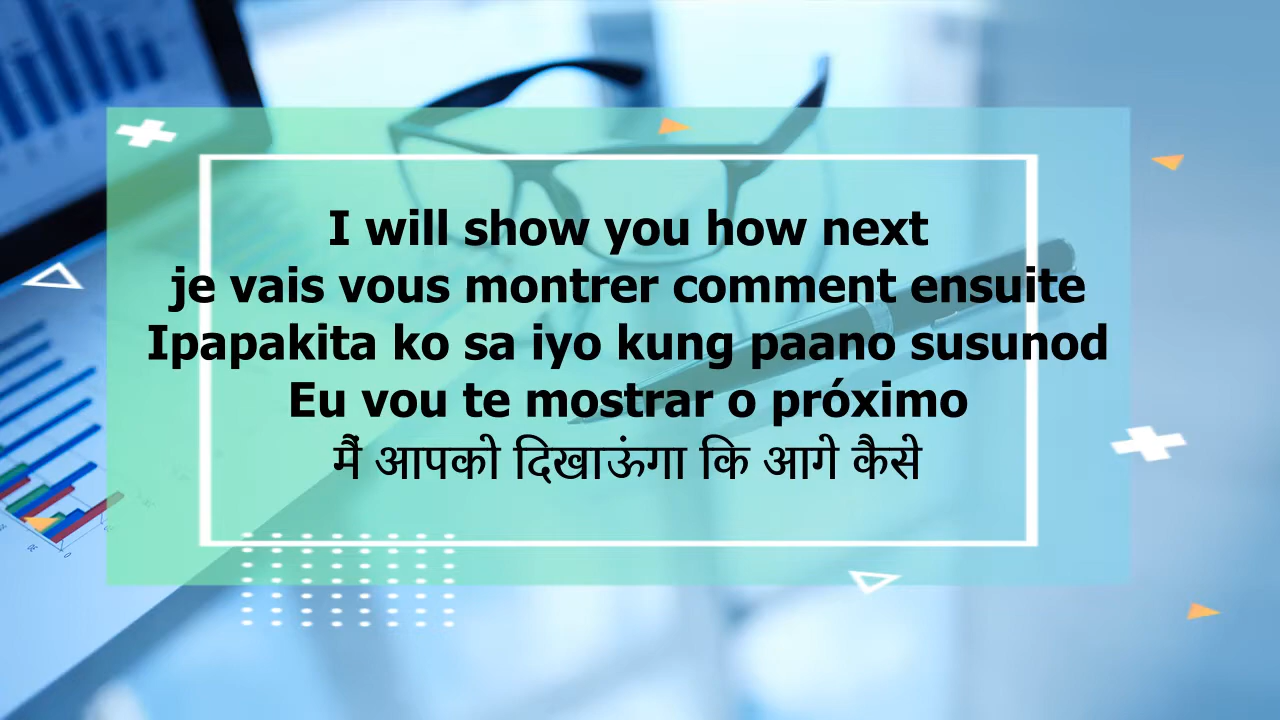 I will show you how next
je vais vous montrer comment ensuite
Ipapakita ko sa iyo kung paano susunod
Eu vou te mostrar o próximo
मैं आपको दिखाऊंगा कि आगे कैसे